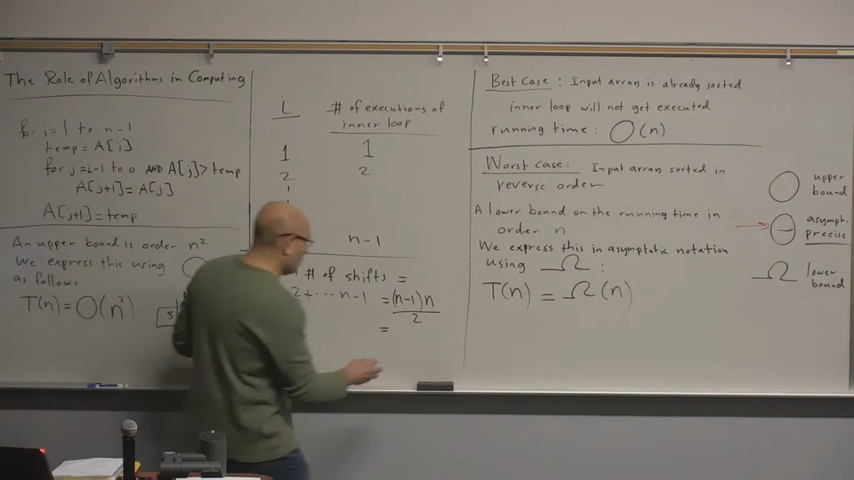 The Role of Algorithms in Computing
for i=1 to n-1
temp = A[i]
for j=i-1 to 0 AND A[j]> temp
A[j+1] = A[j]
A[j+1] = temp
An upper bound is order n²
We express this using
as follows
T(n) = O(n²)
5
i
# of executions of
inner loop
1 1
2 2
n-1
# of shifts =
2+ ... n-1 = (n-1)n
2
=
Best Case : Input array is already sorted
inner loop will not get executed
running time : O(n)
Worst Case: Input array sorted in
reverse order
A lower bound on the running time in
order n
We express this in asymptotic notation
using Ω :
T(n) = Ω(n)
O upper
bound
Θ asympt.
precise
Ω lower
bound